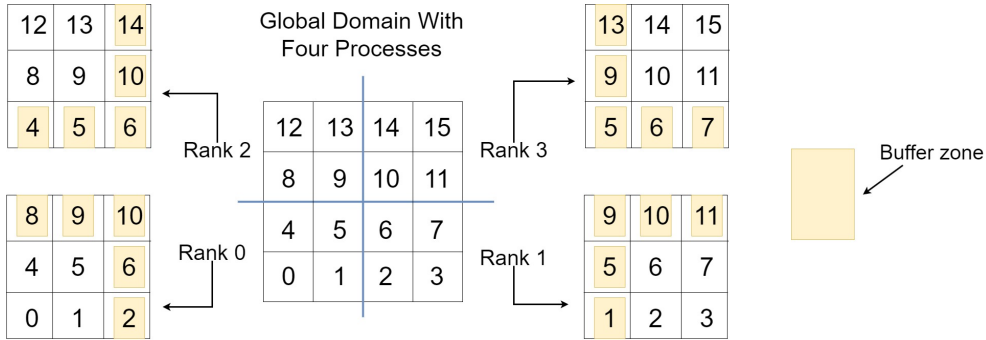 Global Domain With
Four Processes
12 13 14
8 9 10
4 5 6
Rank 2
12 13 14 15
8 9 10 11
4 5 6 7
0 1 2 3
Rank 3
13 14 15
9 10 11
5 6 7
8 9 10
4 5 6
0 1 2
Rank 0
Rank 1
9 10 11
5 6 7
1 2 3
Buffer zone